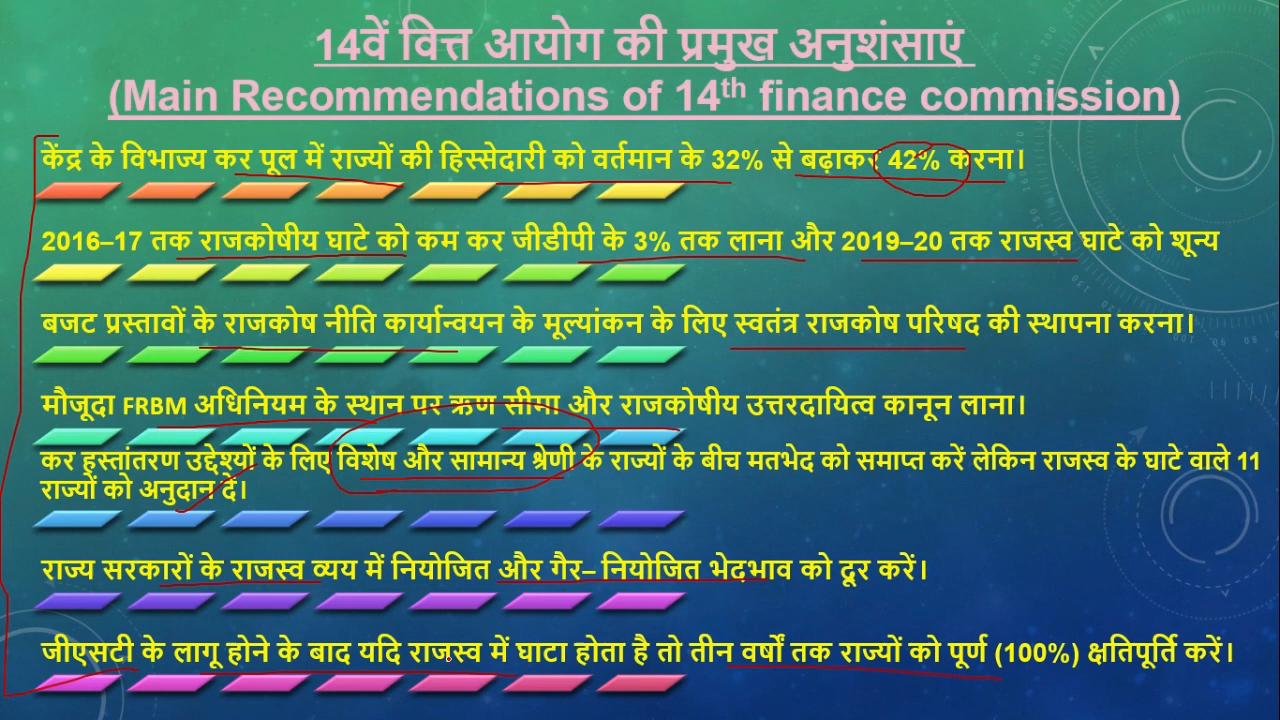 14वें वित्त आयोग की प्रमुख अनुशंसाएं
(Main Recommendations of 14th finance commission)
केंद्र के विभाज्य कर पूल में राज्यों की हिस्सेदारी को वर्तमान के 32% से बढ़ाकर 42% करना।
2016–17 तक राजकोषीय घाटे को कम कर जीडीपी के 3% तक लाना और 2019–20 तक राजस्व घाटे को शून्य
बजट प्रस्तावों के राजकोष नीति कार्यान्वयन के मूल्यांकन के लिए स्वतंत्र राजकोष परिषद की स्थापना करना।
मौजूदा FRBM अधिनियम के स्थान पर ऋण सीमा और राजकोषीय उत्तरदायित्व कानून लाना।
कर हस्तांतरण उद्देश्यों के लिए विशेष और सामान्य श्रेणी के राज्यों के बीच मतभेद को समाप्त करें लेकिन राजस्व के घाटे वाले 11
राज्यों को अनुदान दें।
राज्य सरकारों के राजस्व व्यय में नियोजित और गैर– नियोजित भेदभाव को दूर करें।
जीएसटी के लागू होने के बाद यदि राजस्व में घाटा होता है तो तीन वर्षों तक राज्यों को पूर्ण (100%) क्षतिपूर्ति करें।